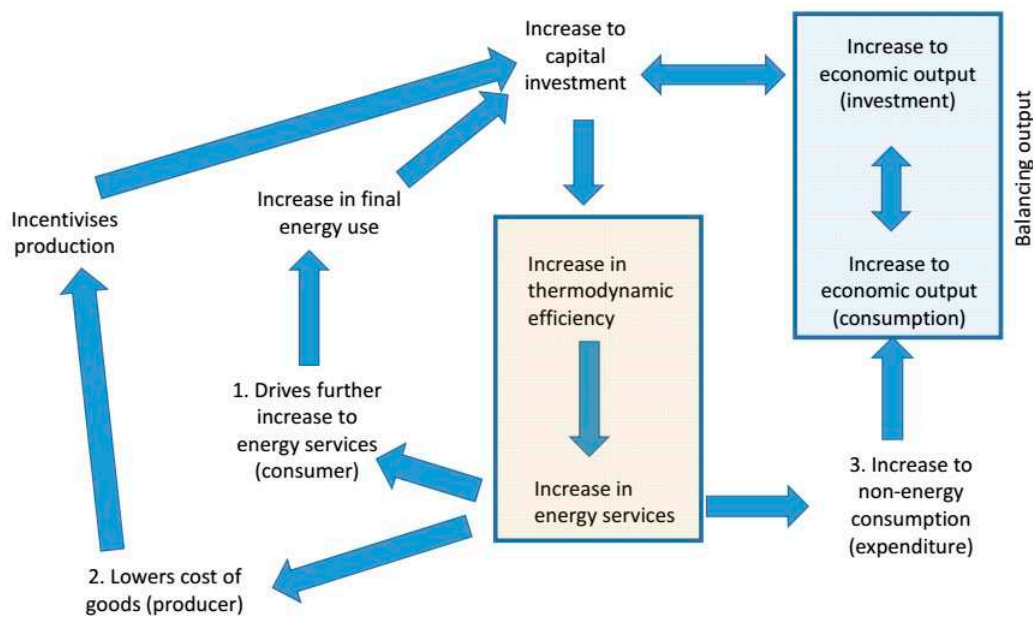 Increase to
capital
investment
Increase to
economic output
(investment)
Balancing output
Increase to
economic output
(consumption)
Incentivises
production
Increase in final
energy use
Increase in
thermodynamic
efficiency
Increase in
energy services
1. Drives further
increase to
energy services
(consumer)
2. Lowers cost of
goods (producer)
3. Increase to
non-energy
consumption
(expenditure)